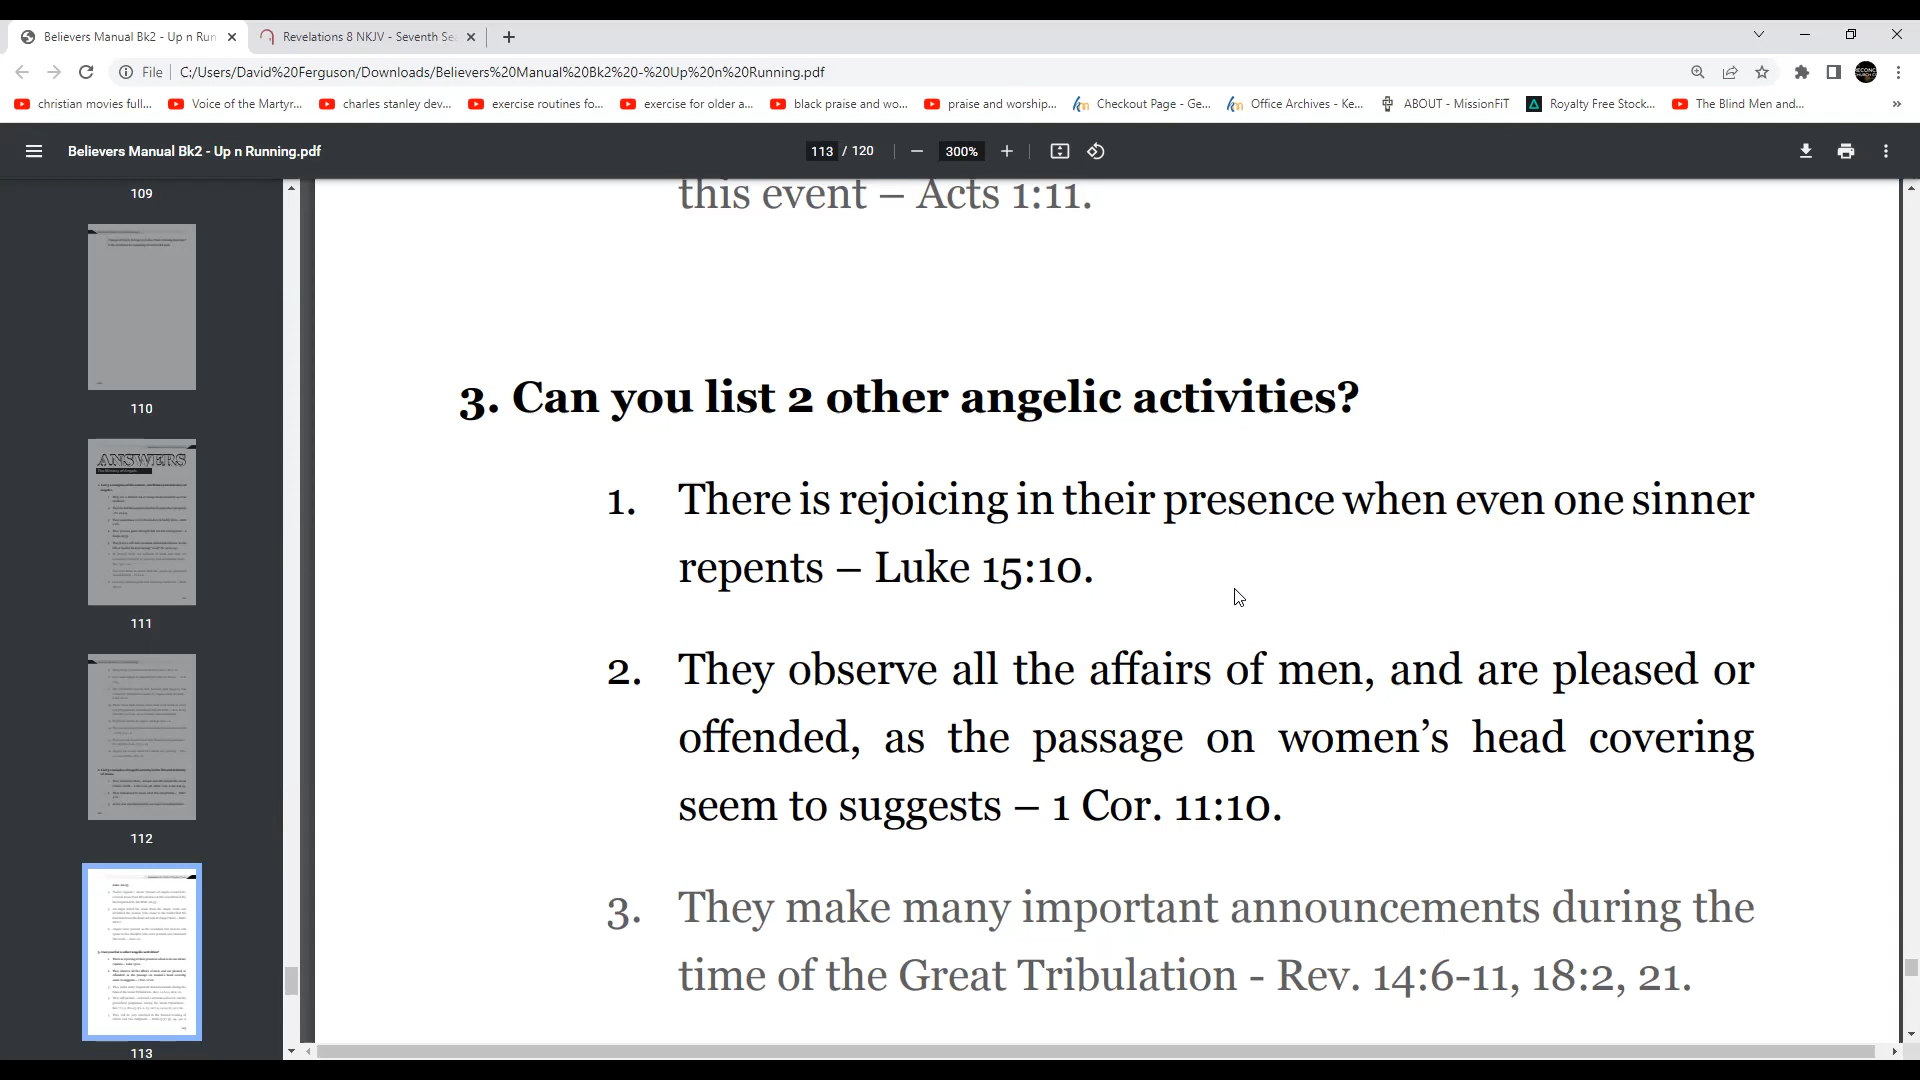 Believers Manual Bk2 - Up n Run
Revelations 8 NKJV - Seventh Se
File
C:/Users/David%20Ferguson/Downloads/Believers%20Manual%20Bk2%20-%20Up%20n%20Running.pdf
christian movies full...
Voice of the Martyr...
charles stanley dev...
exercise routines fo...
exercise for older a...
black praise and wo...
praise and worship...
Checkout Page - Ge...
Office Archives - Ke...
ABOUT - MissionFiT
Royalty Free Stock...
The Blind Men and...
Believers Manual Bk2 - Up n Running.pdf
113 / 120
300%
109
110
ANSWERS
111
112
113
this event – Acts 1:11.
3. Can you list 2 other angelic activities?
1. There is rejoicing in their presence when even one sinner
repents – Luke 15:10.
2. They observe all the affairs of men, and are pleased or
offended, as the passage on women’s head covering
seem to suggests – 1 Cor. 11:10.
3. They make many important announcements during the
time of the Great Tribulation - Rev. 14:6-11, 18:2, 21.